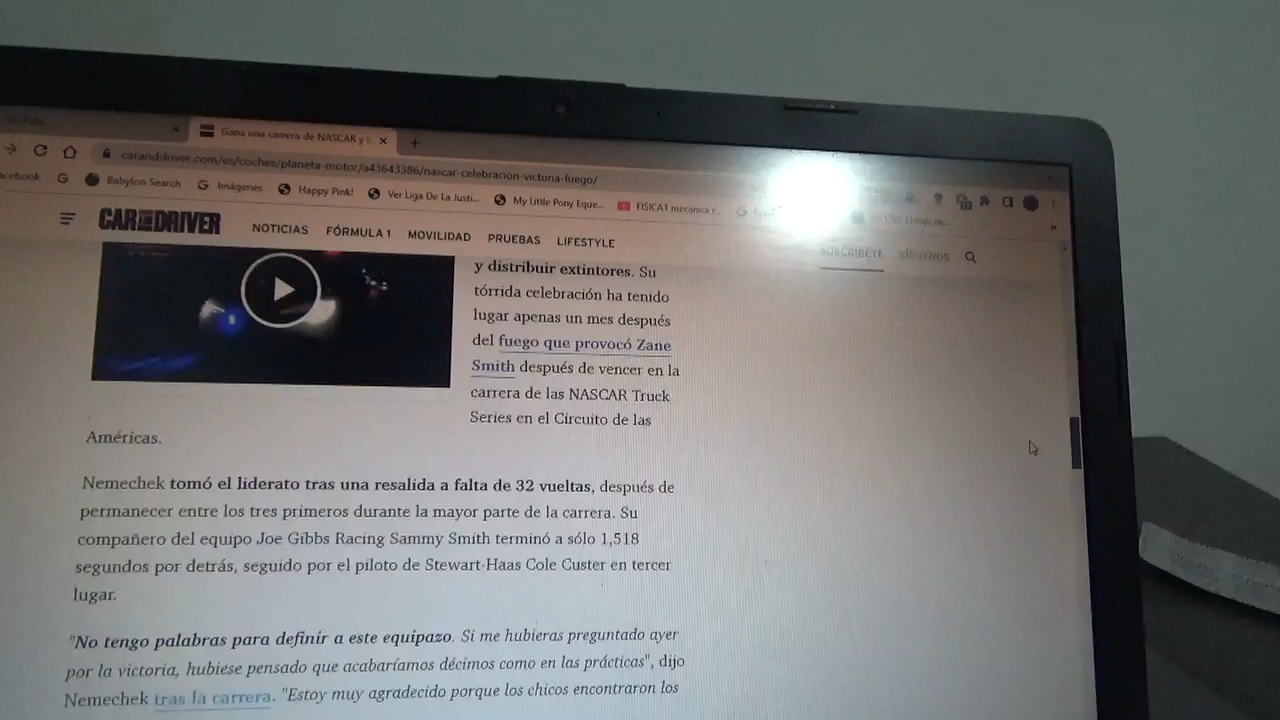 Gana una carrera de NASCAR y
caranddriver.com/es/coches/planeta-motor/a43643386/nascar-celebracion-victoria-fuego/
acebook
G
Babylon Search
Imágenes
Happy Pink!
Ver Liga De La Justi...
My Little Pony Eque...
FISICA1 mecanica
CAR AND DRIVER
NOTICIAS
FÓRMULA 1
MOVILIDAD
PRUEBAS
LIFESTYLE
SUSCRÍBETE
SÍGUENOS
y distribuir extintores. Su
tórrida celebración ha tenido
lugar apenas un mes después
del fuego que provocó Zane
Smith después de vencer en la
carrera de las NASCAR Truck
Series en el Circuito de las
Américas.
Nemechek tomó el liderato tras una resalida a falta de 32 vueltas, después de
permanecer entre los tres primeros durante la mayor parte de la carrera. Su
compañero del equipo Joe Gibbs Racing Sammy Smith terminó a sólo 1,518
segundos por detrás, seguido por el piloto de Stewart-Haas Cole Custer en tercer
lugar.
"No tengo palabras para definir a este equipazo. Si me hubieras preguntado ayer
por la victoria, hubiese pensado que acabaríamos décimos como en las prácticas", dijo
Nemechek tras la carrera. "Estoy muy agradecido porque los chicos encontraron los